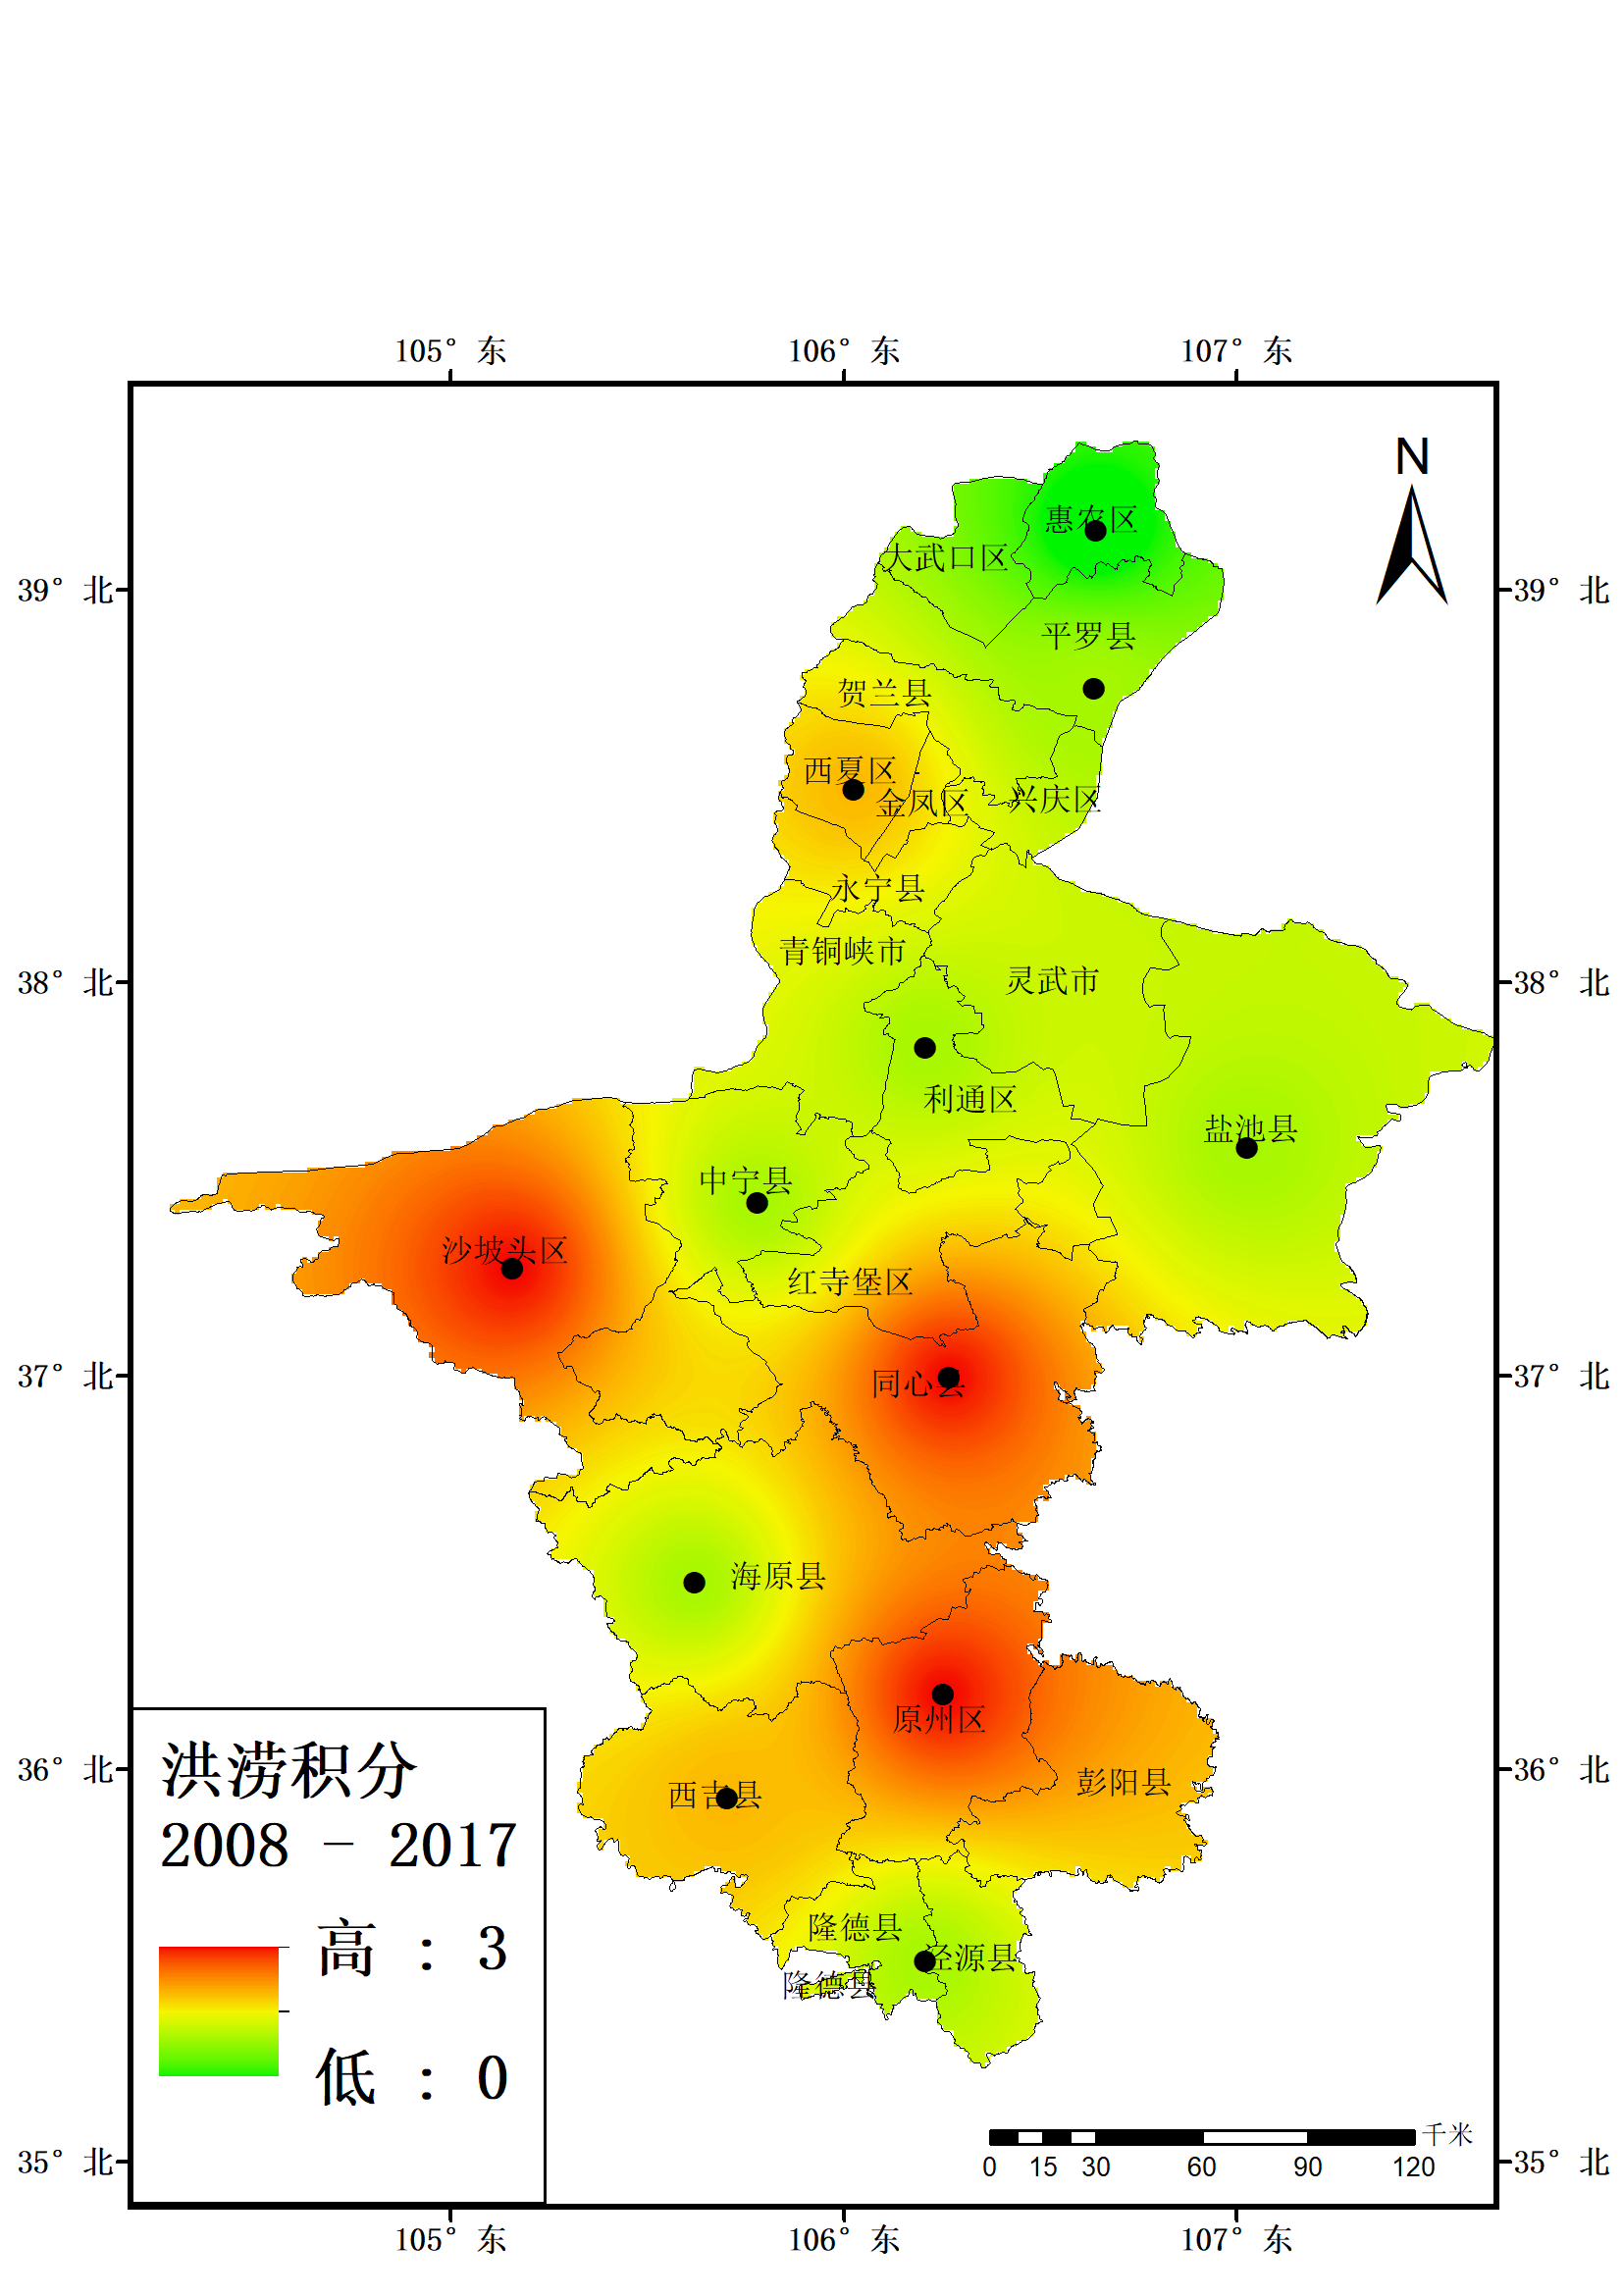 105° 东 106° 东 107° 东
N
惠农区
大武口区
39° 北 39° 北
平罗县
贺兰县
西夏区
金凤区 兴庆区
永宁县
青铜峡市
灵武市
38° 北 38° 北
利通区
盐池县
中宁县
沙坡头区
红寺堡区
37° 北 37° 北
同心县
海原县
原州区
36° 北 36° 北
彭阳县
西吉县
隆德县
泾源县
隆德县
洪涝积分
2008 - 2017
高 : 3
低 : 0
千米
0 15 30 60 90 120
35° 北 35° 北
105° 东 106° 东 107° 东